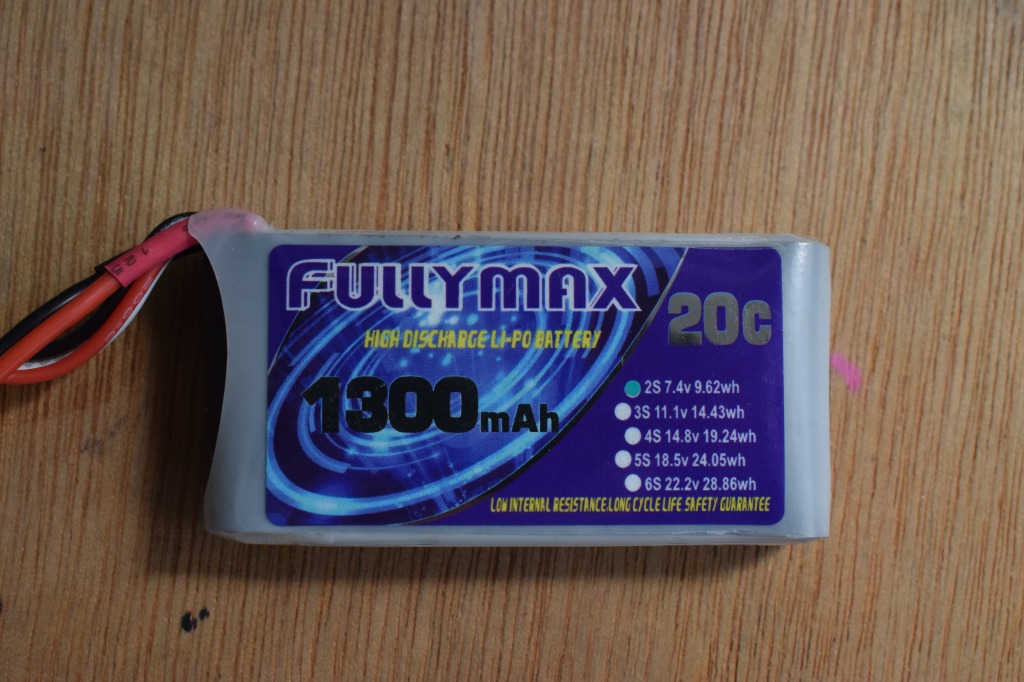 FULLYMAX
20C
HIGH DISCHARGE LI-PO BATTERY
1300mAh
2S 7.4v 9.62wh
3S 11.1v 14.43wh
4S 14.8v 19.24wh
5S 18.5v 24.05wh
6S 22.2v 28.86wh
LOW INTERNAL RESISTANCE.LONG CYCLE LIFE SAFETY GUARANTEE